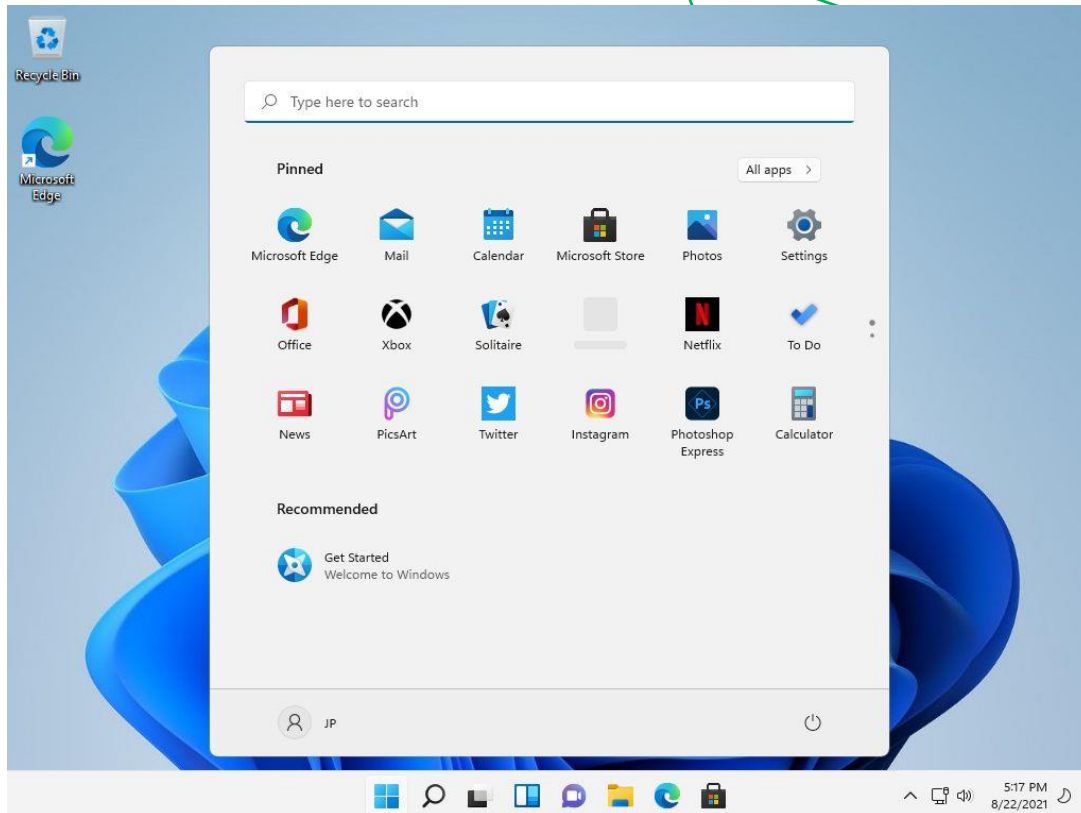 Recycle Bin
Microsoft
Edge
Type here to search
Pinned
All apps
Microsoft Edge
Mail
Calendar
Microsoft Store
Photos
Settings
Office
Xbox
Solitaire
N
Netflix
To Do
News
PicsArt
Twitter
Instagram
Ps
Photoshop
Express
Calculator
Recommended
Get Started
Welcome to Windows
JP
5:17 PM
8/22/2021